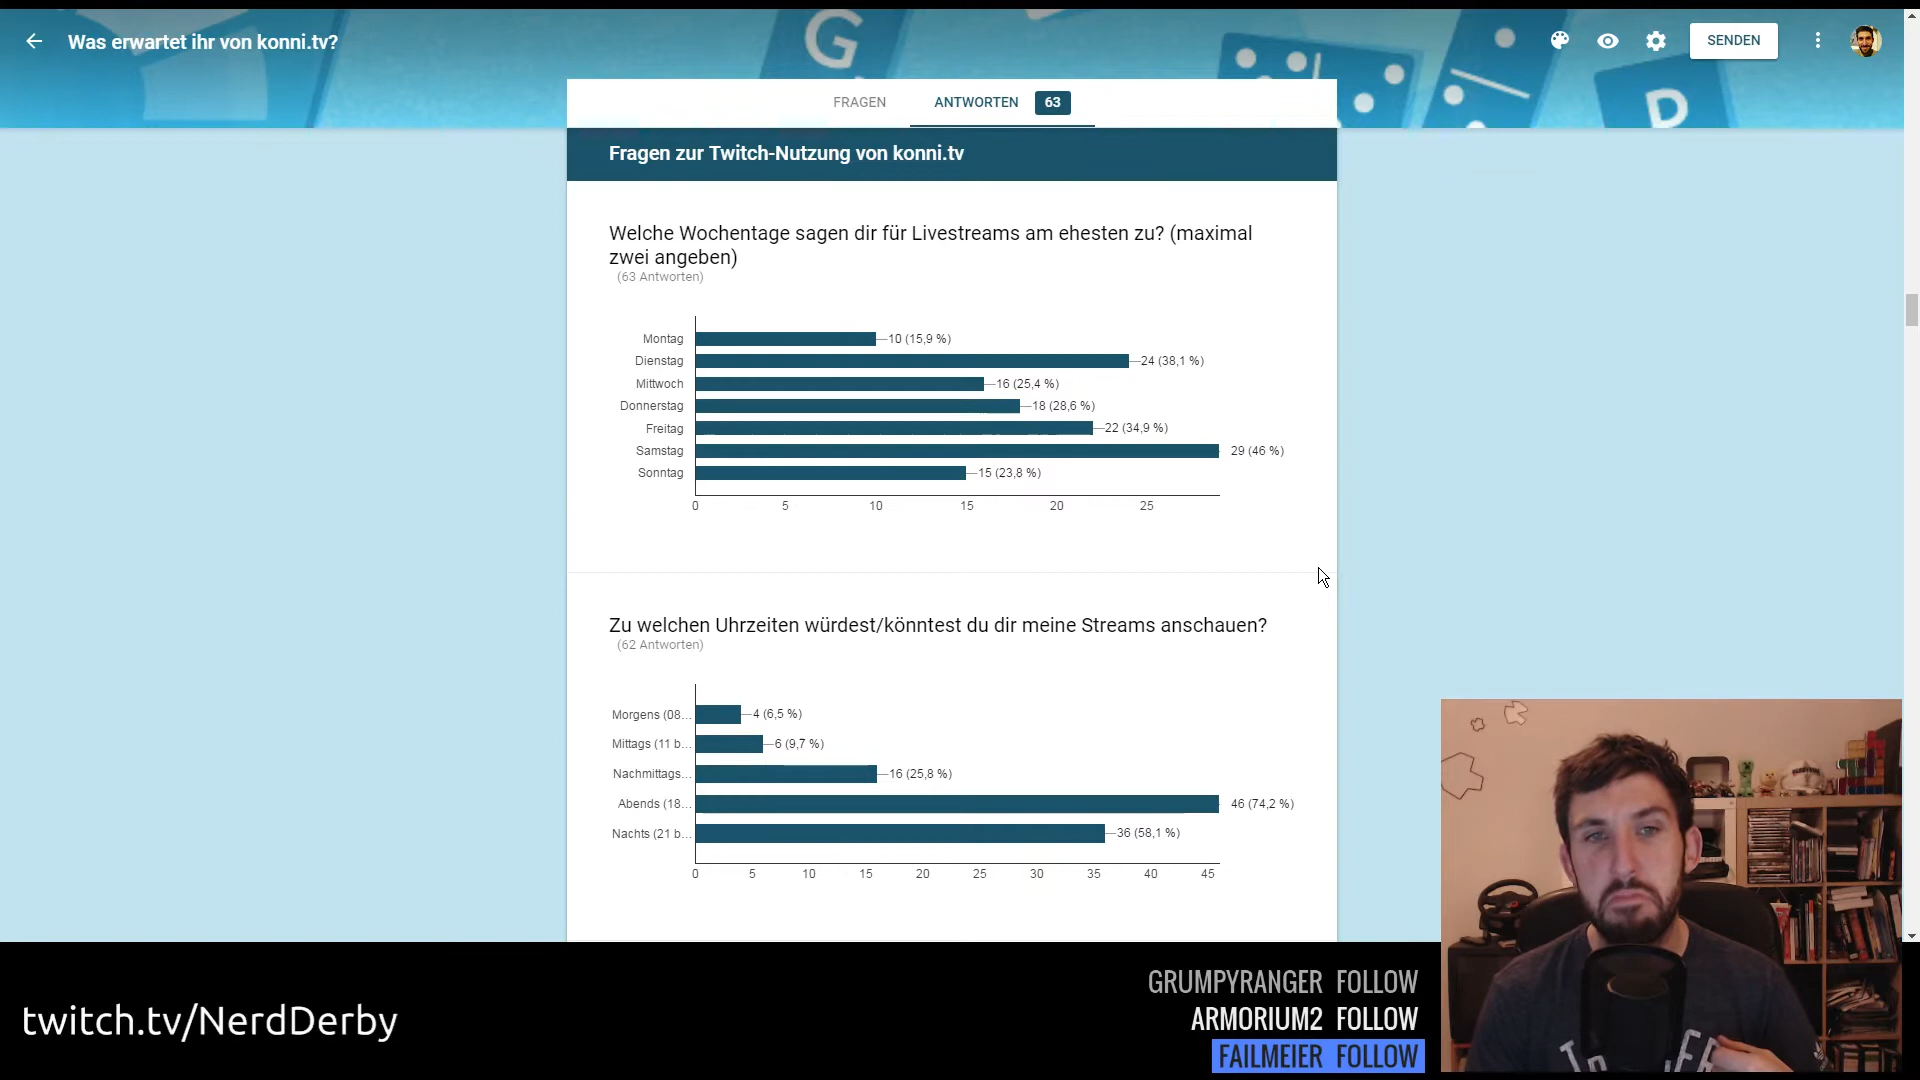 Was erwartet ihr von konni.tv?
SENDEN
G
D
FRAGEN ANTWORTEN 63
Fragen zur Twitch-Nutzung von konni.tv
Welche Wochentage sagen dir für Livestreams am ehesten zu? (maximal
zwei angeben)
(63 Antworten)
Montag 10 (15,9 %)
Dienstag 24 (38,1 %)
Mittwoch 16 (25,4 %)
Donnerstag 18 (28,6 %)
Freitag 22 (34,9 %)
Samstag 29 (46 %)
Sonntag 15 (23,8 %)
0 5 10 15 20 25
Zu welchen Uhrzeiten würdest/könntest du dir meine Streams anschauen?
(62 Antworten)
Morgens (08... 4 (6,5 %)
Mittags (11 b... 6 (9,7 %)
Nachmittags... 16 (25,8 %)
Abends (18... 46 (74,2 %)
Nachts (21 b... 36 (58,1 %)
0 5 10 15 20 25 30 35 40 45
twitch.tv/NerdDerby
GRUMPYRANGER FOLLOW
ARMORIUM2 FOLLOW
FAILMEIER FOLLOW